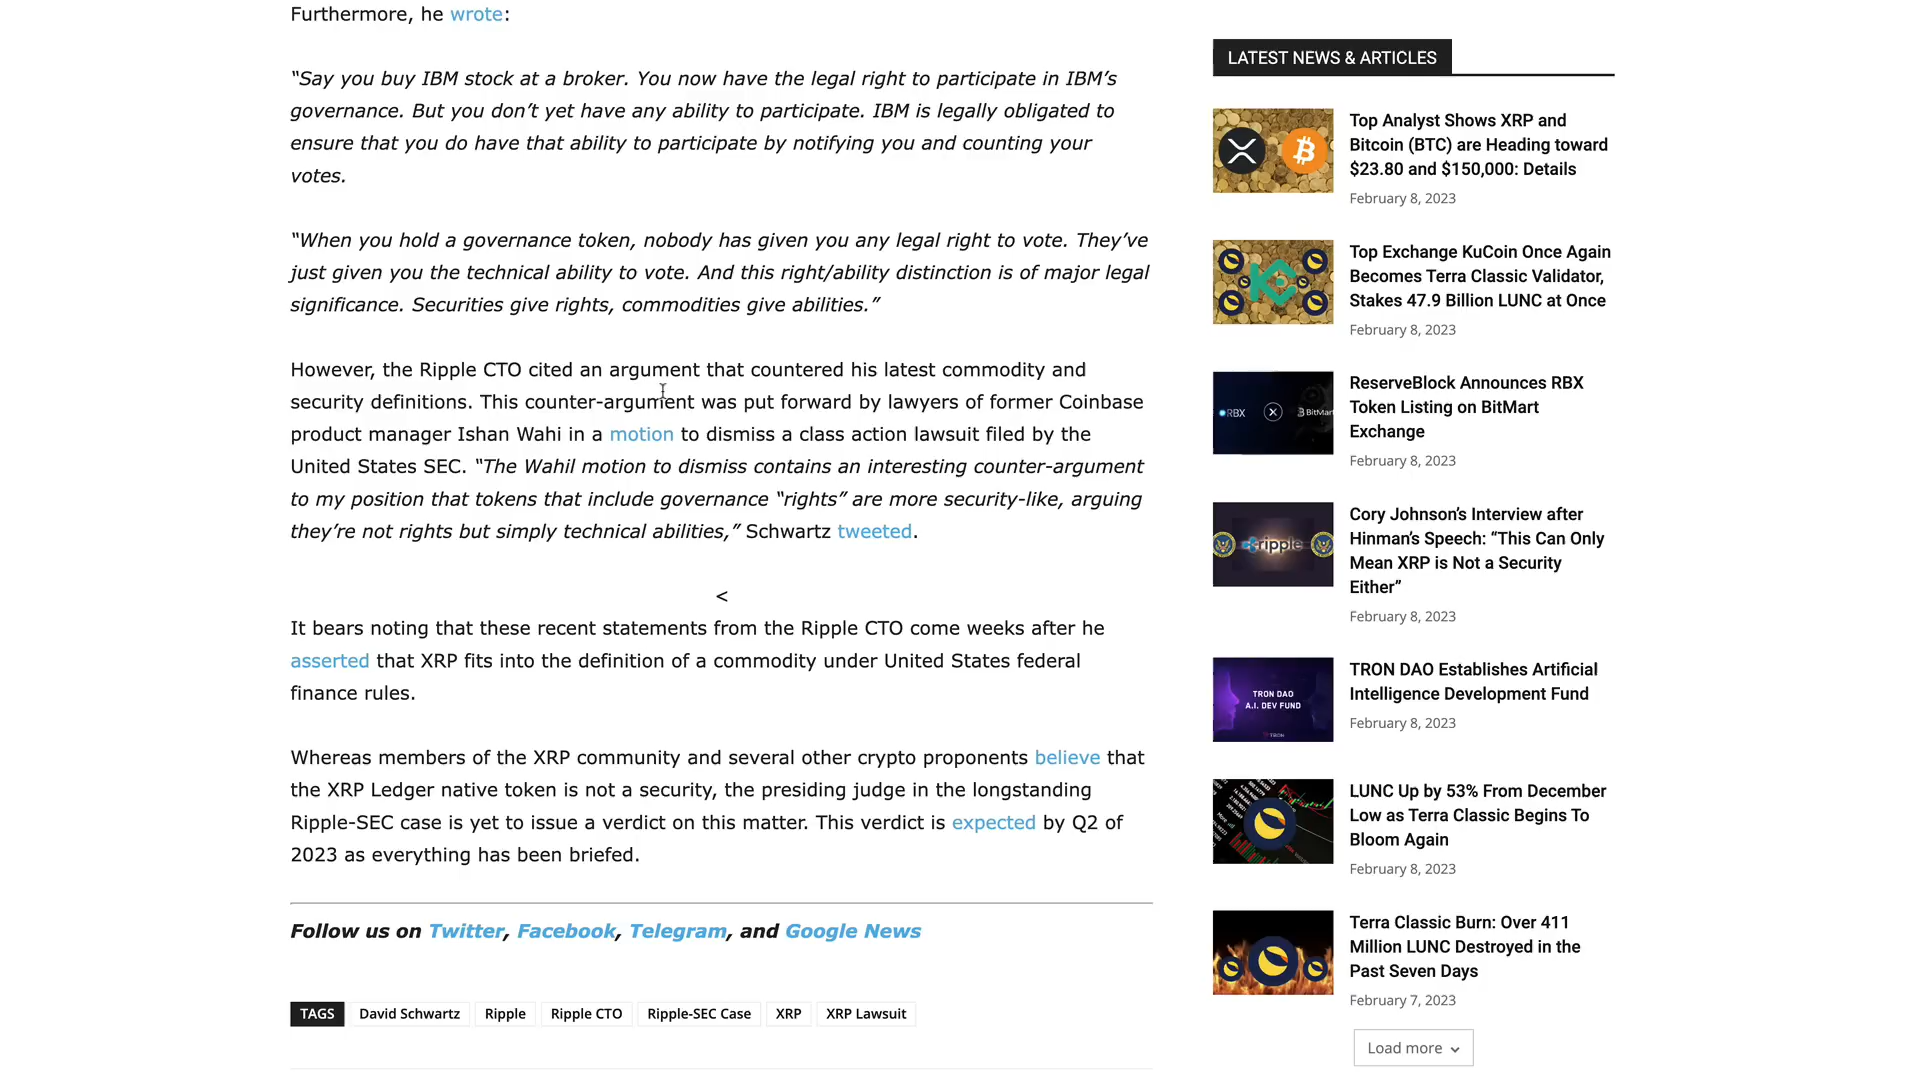 Furthermore, he wrote:
“Say you buy IBM stock at a broker. You now have the legal right to participate in IBM’s
governance. But you don’t yet have any ability to participate. IBM is legally obligated to
ensure that you do have that ability to participate by notifying you and counting your
votes.
“When you hold a governance token, nobody has given you any legal right to vote. They’ve
just given you the technical ability to vote. And this right/ability distinction is of major legal
significance. Securities give rights, commodities give abilities.”
However, the Ripple CTO cited an argument that countered his latest commodity and
security definitions. This counter-argument was put forward by lawyers of former Coinbase
product manager Ishan Wahi in a motion to dismiss a class action lawsuit filed by the
United States SEC. “The Wahil motion to dismiss contains an interesting counter-argument
to my position that tokens that include governance “rights” are more security-like, arguing
they’re not rights but simply technical abilities,” Schwartz tweeted.
<
It bears noting that these recent statements from the Ripple CTO come weeks after he
asserted that XRP fits into the definition of a commodity under United States federal
finance rules.
Whereas members of the XRP community and several other crypto proponents believe that
the XRP Ledger native token is not a security, the presiding judge in the longstanding
Ripple-SEC case is yet to issue a verdict on this matter. This verdict is expected by Q2 of
2023 as everything has been briefed.
Follow us on Twitter, Facebook, Telegram, and Google News
TAGS David Schwartz Ripple Ripple CTO Ripple-SEC Case XRP XRP Lawsuit
LATEST NEWS & ARTICLES
Top Analyst Shows XRP and
Bitcoin (BTC) are Heading toward
$23.80 and $150,000: Details
February 8, 2023
Top Exchange KuCoin Once Again
Becomes Terra Classic Validator,
Stakes 47.9 Billion LUNC at Once
February 8, 2023
RBX BitMart
ReserveBlock Announces RBX
Token Listing on BitMart
Exchange
February 8, 2023
ripple
Cory Johnson’s Interview after
Hinman’s Speech: “This Can Only
Mean XRP is Not a Security
Either”
February 8, 2023
TRON DAO
A.I. DEV FUND
TRON
TRON DAO Establishes Artificial
Intelligence Development Fund
February 8, 2023
LUNC Up by 53% From December
Low as Terra Classic Begins To
Bloom Again
February 8, 2023
Terra Classic Burn: Over 411
Million LUNC Destroyed in the
Past Seven Days
February 7, 2023
Load more